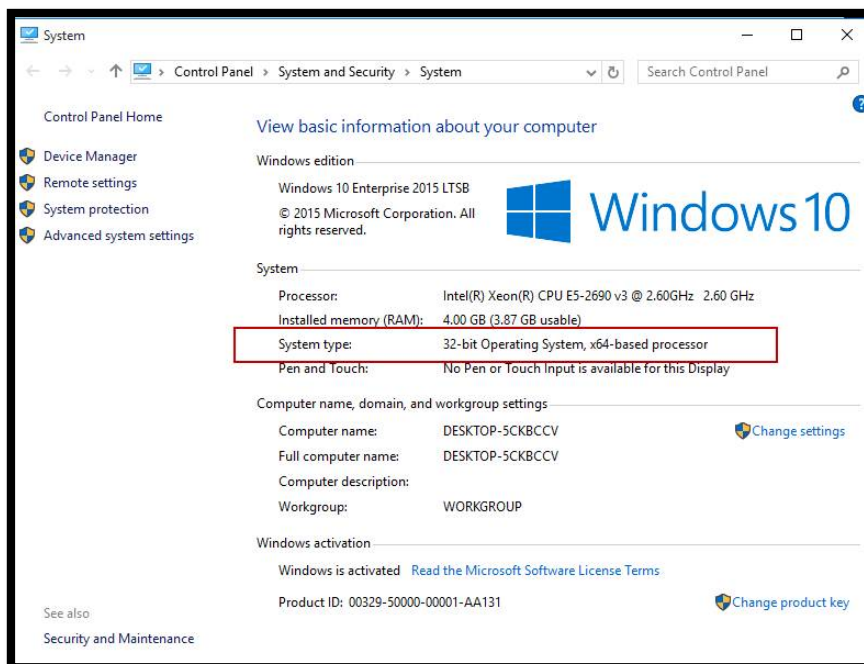 System
Control Panel > System and Security > System
Search Control Panel
Control Panel Home
Device Manager
Remote settings
System protection
Advanced system settings
View basic information about your computer
Windows edition
Windows 10 Enterprise 2015 LTSB
© 2015 Microsoft Corporation. All
rights reserved.
Windows 10
System
Processor: Intel(R) Xeon(R) CPU E5-2690 v3 @ 2.60GHz 2.60 GHz
Installed memory (RAM): 4.00 GB (3.87 GB usable)
System type: 32-bit Operating System, x64-based processor
Pen and Touch: No Pen or Touch Input is available for this Display
Computer name, domain, and workgroup settings
Computer name: DESKTOP-5CKBCCV
Change settings
Full computer name: DESKTOP-5CKBCCV
Computer description:
Workgroup: WORKGROUP
Windows activation
Windows is activated Read the Microsoft Software License Terms
Product ID: 00329-50000-00001-AA131
Change product key
See also
Security and Maintenance